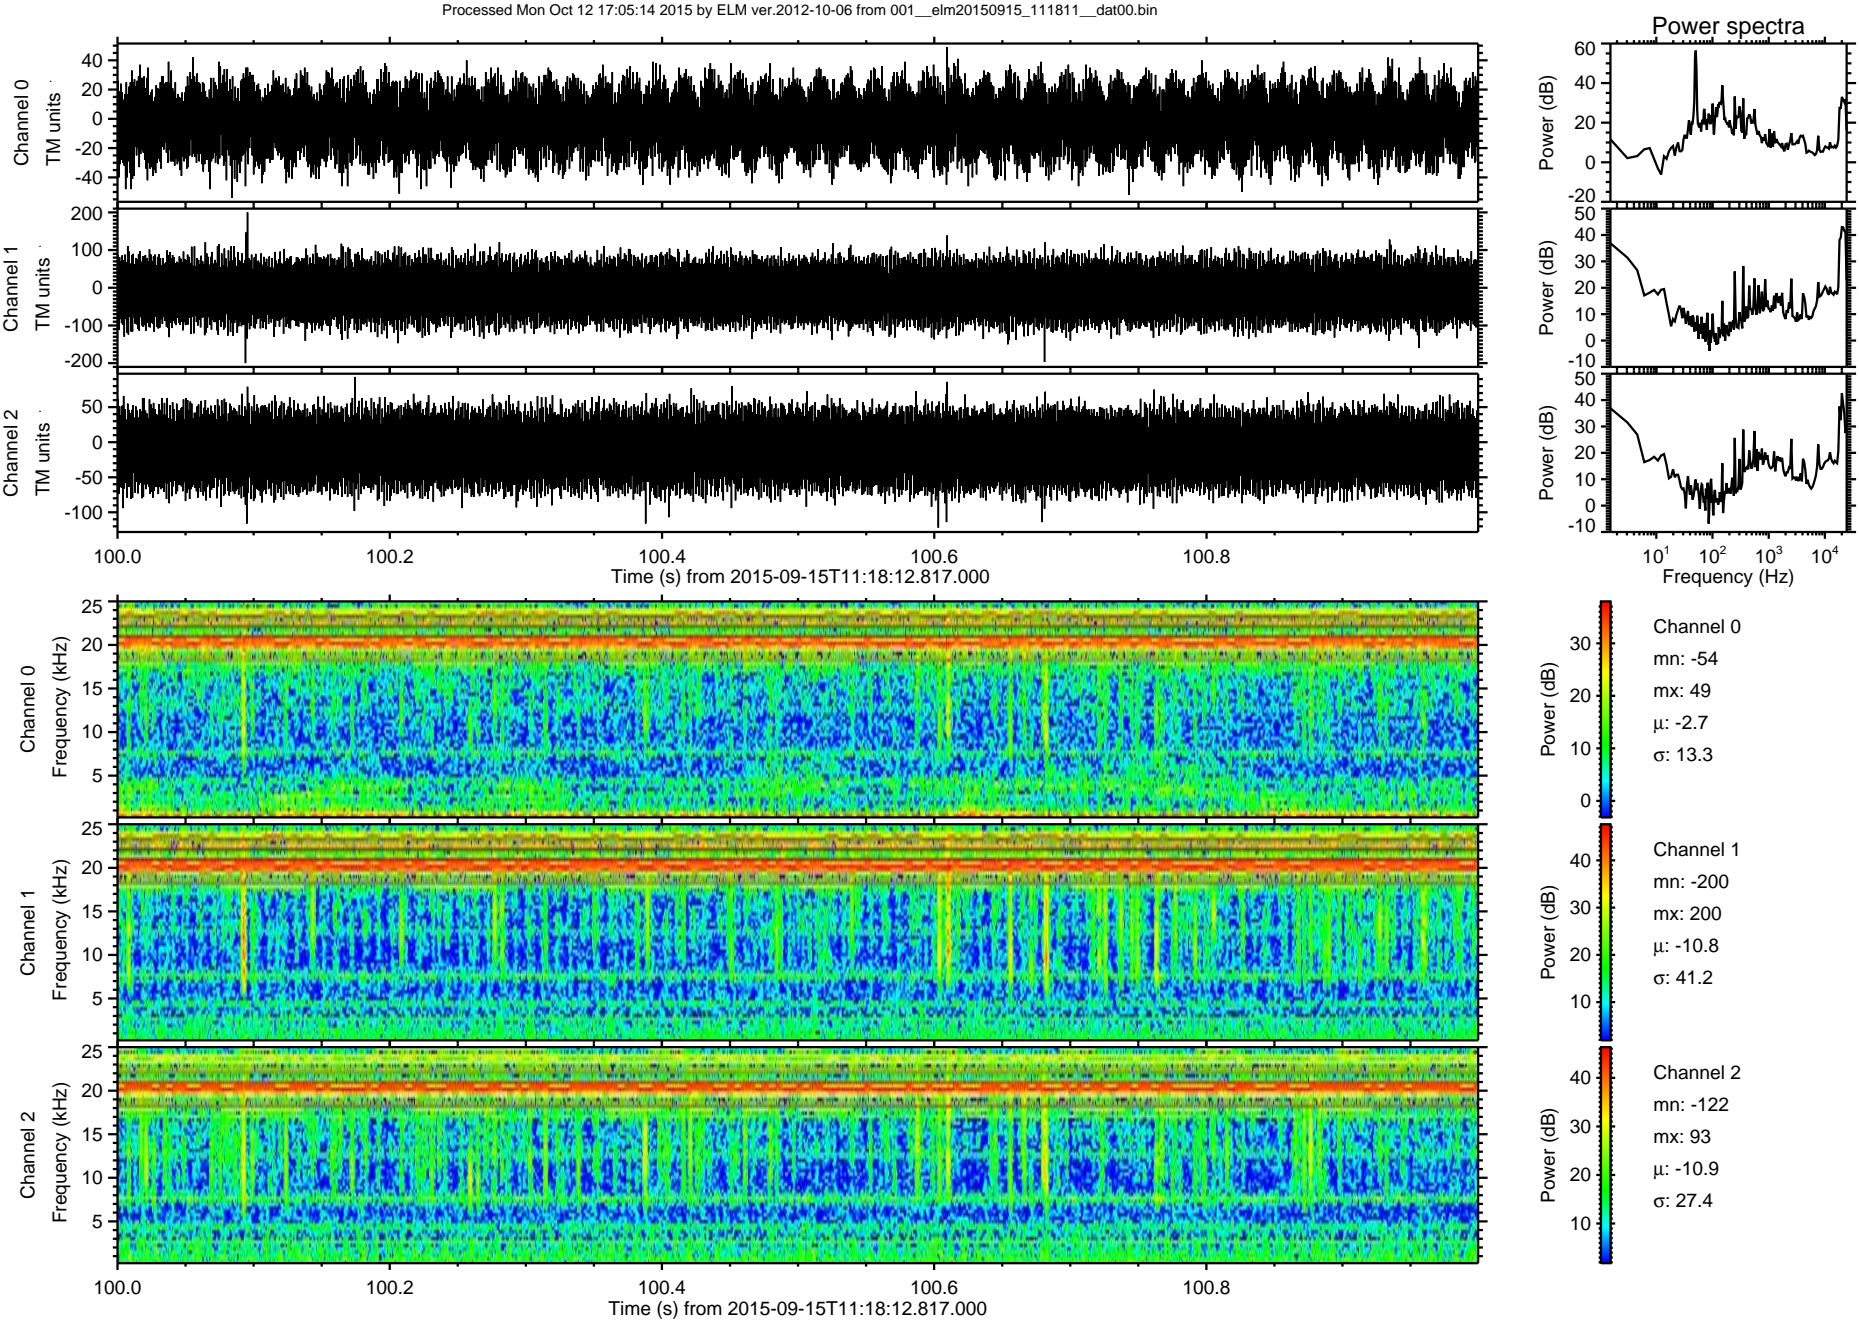 Processed Mon Oct 12 17:05:14 2015 by ELM ver.2012-10-06 from 001__elm20150915_111811__dat00.bin
Power spectra
Channel 0
TM units
40
20
0
-20
-40
Power (dB)
60
40
20
0
-20
Channel 1
TM units
200
100
0
-100
-200
Power (dB)
50
40
30
20
10
0
-10
Channel 2
TM units
50
0
-50
-100
Power (dB)
50
40
30
20
10
0
-10
100.0 100.2 100.4 100.6 100.8
Time (s) from 2015-09-15T11:18:12.817.000
10^1 10^2 10^3 10^4
Frequency (Hz)
Channel 0
Frequency (kHz)
25
20
15
10
5
Power (dB)
30
20
10
0
Channel 0
mn: -54
mx: 49
μ: -2.7
σ: 13.3
Channel 1
Frequency (kHz)
25
20
15
10
5
Power (dB)
40
30
20
10
Channel 1
mn: -200
mx: 200
μ: -10.8
σ: 41.2
Channel 2
Frequency (kHz)
25
20
15
10
5
Power (dB)
40
30
20
10
Channel 2
mn: -122
mx: 93
μ: -10.9
σ: 27.4
100.0 100.2 100.4 100.6 100.8
Time (s) from 2015-09-15T11:18:12.817.000